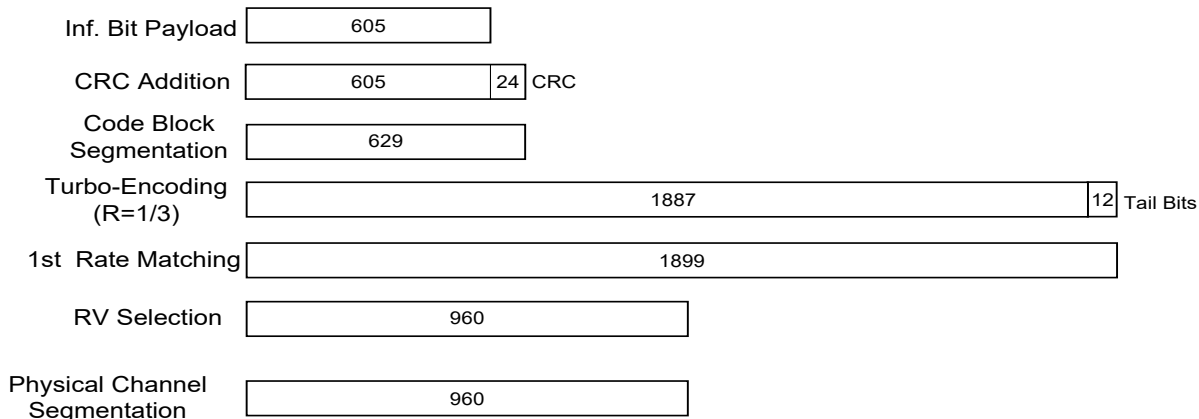 Inf. Bit Payload 605
CRC Addition 605 24 CRC
Code Block
Segmentation 629
Turbo-Encoding
(R=1/3) 1887 12 Tail Bits
1st Rate Matching 1899
RV Selection 960
Physical Channel
Segmentation 960